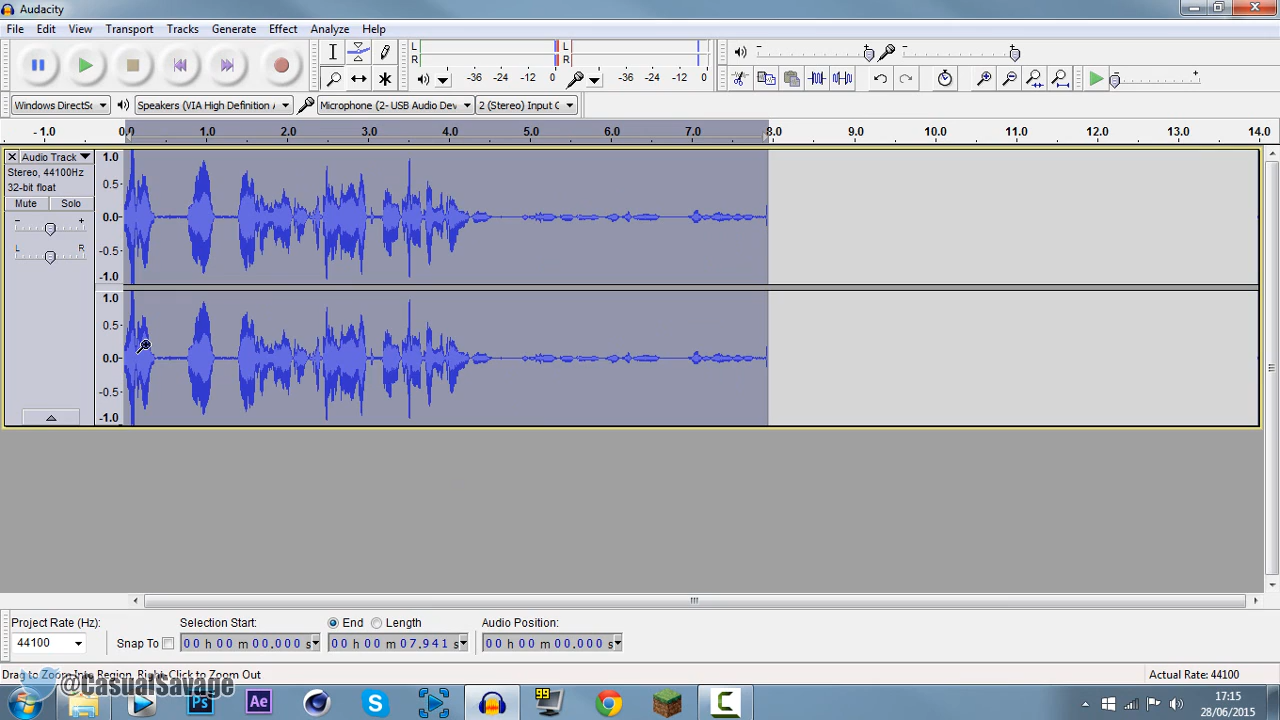 Audacity
File Edit View Transport Tracks Generate Effect Analyze Help
L R -36 -24 -12 0 L R -36 -24 -12 0
Windows DirectSo Speakers (VIA High Definition A Microphone (2- USB Audio Dev 2 (Stereo) Input C
- 1.0 0.0 1.0 2.0 3.0 4.0 5.0 6.0 7.0 8.0 9.0 10.0 11.0 12.0 13.0 14.0
Audio Track
Stereo, 44100Hz
32-bit float
Mute Solo
- +
L R
1.0
0.5
0.0
-0.5
-1.0
1.0
0.5
0.0
-0.5
-1.0
Project Rate (Hz): Selection Start: End Length Audio Position:
44100 Snap To 00 h 00 m 00.000 s 00 h 00 m 07.941 s 00 h 00 m 00.000 s
Drag to Zoom Into Region, Right-Click to Zoom Out Actual Rate: 44100
@CasualSavage
Ps Ae S 99 C
17:15
28/06/2015